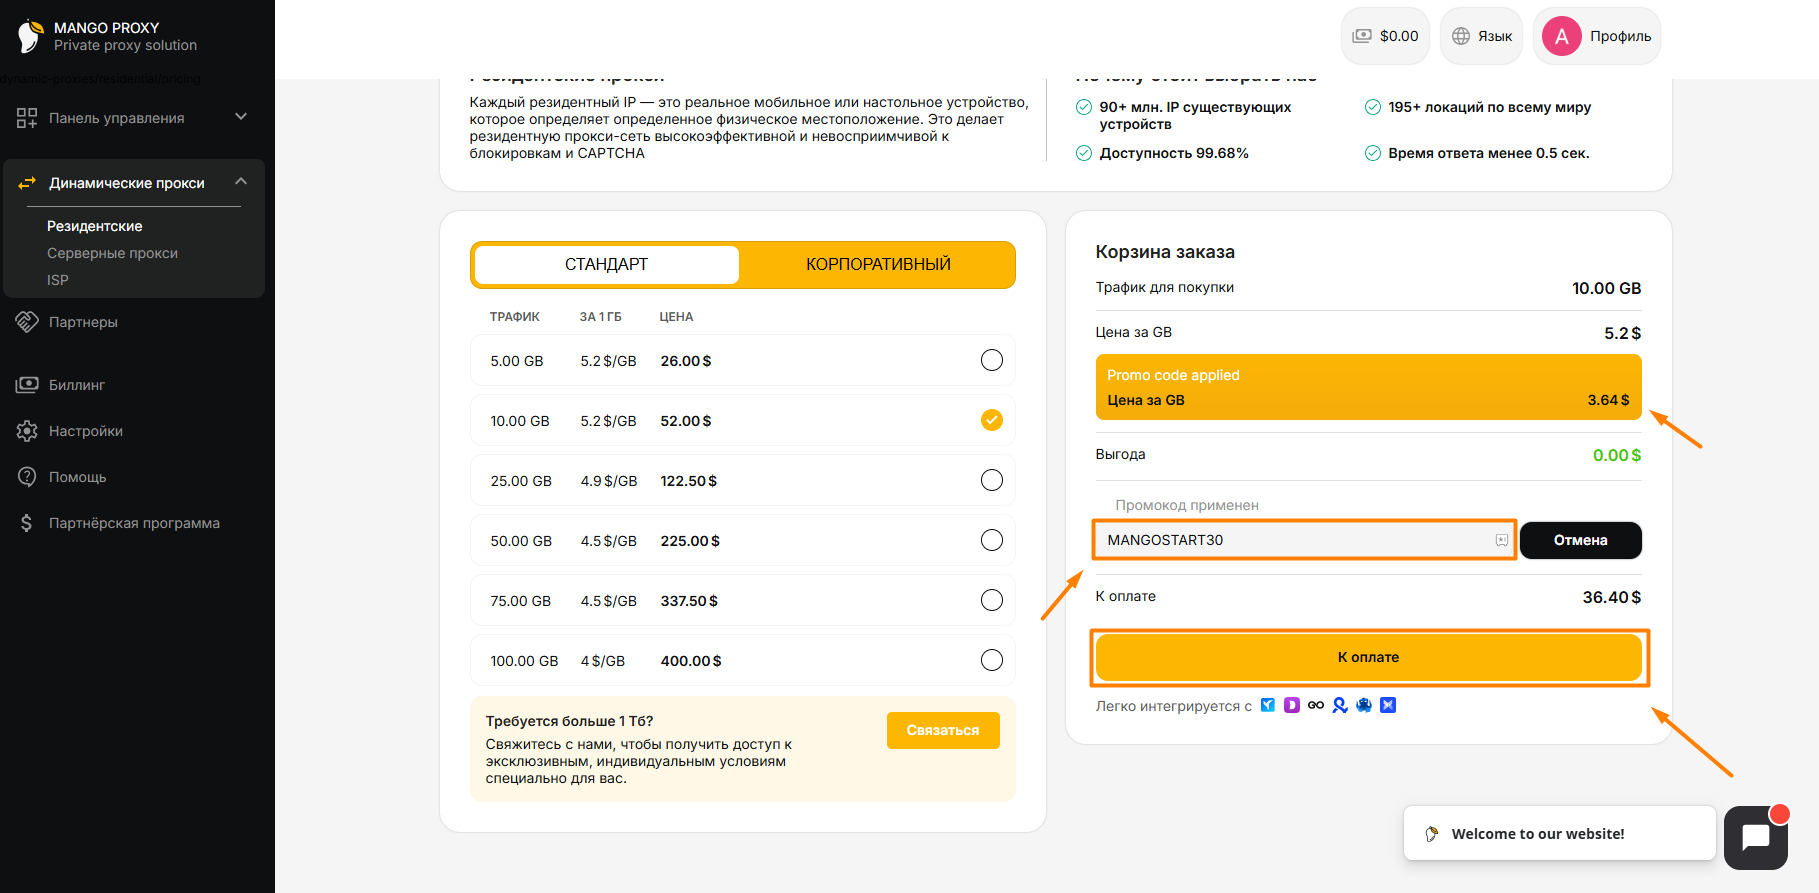 MANGO PROXY
Private proxy solution
dynamic-proxies/residential/pricing
Панель управления
Динамические прокси
Резидентские
Серверные прокси
ISP
Партнеры
Биллинг
Настройки
Помощь
Партнёрская программа
$0.00
Язык
A
Профиль
Резидентские прокси
Каждый резидентный IP — это реальное мобильное или настольное устройство,
которое определяет определенное физическое местоположение. Это делает
резидентную прокси-сеть высокоэффективной и невосприимчивой к
блокировкам и CAPTCHA
Почему стоит выбрать нас
90+ млн. IP существующих
устройств
195+ локаций по всему миру
Доступность 99.68%
Время ответа менее 0.5 сек.
СТАНДАРТ
КОРПОРАТИВНЫЙ
ТРАФИК ЗА 1 ГБ ЦЕНА
5.00 GB 5.2 $/GB 26.00 $
10.00 GB 5.2 $/GB 52.00 $
25.00 GB 4.9 $/GB 122.50 $
50.00 GB 4.5 $/GB 225.00 $
75.00 GB 4.5 $/GB 337.50 $
100.00 GB 4 $/GB 400.00 $
Требуется больше 1 Тб?
Свяжитесь с нами, чтобы получить доступ к
эксклюзивным, индивидуальным условиям
специально для вас.
Связаться
Корзина заказа
Трафик для покупки 10.00 GB
Цена за GB 5.2 $
Promo code applied
Цена за GB 3.64 $
Выгода 0.00 $
Промокод применен
MANGOSTART30
Отмена
К оплате 36.40 $
К оплате
Легко интегрируется с
Welcome to our website!